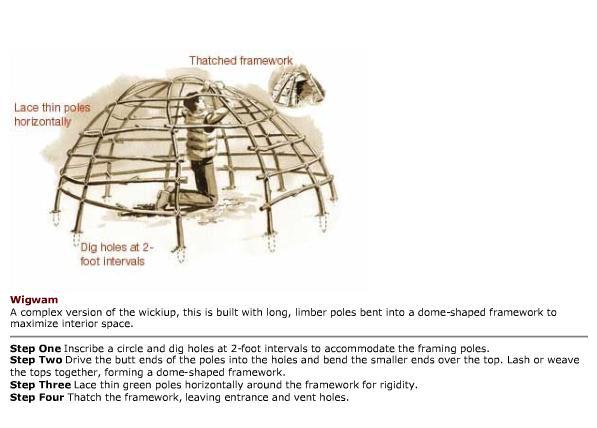 Thatched framework
Lace thin poles
horizontally
Dig holes at 2-
foot intervals
Wigwam
A complex version of the wickiup, this is built with long, limber poles bent into a dome-shaped framework to
maximize interior space.
Step One Inscribe a circle and dig holes at 2-foot intervals to accommodate the framing poles.
Step Two Drive the butt ends of the poles into the holes and bend the smaller ends over the top. Lash or weave
the tops together, forming a dome-shaped framework.
Step Three Lace thin green poles horizontally around the framework for rigidity.
Step Four Thatch the framework, leaving entrance and vent holes.